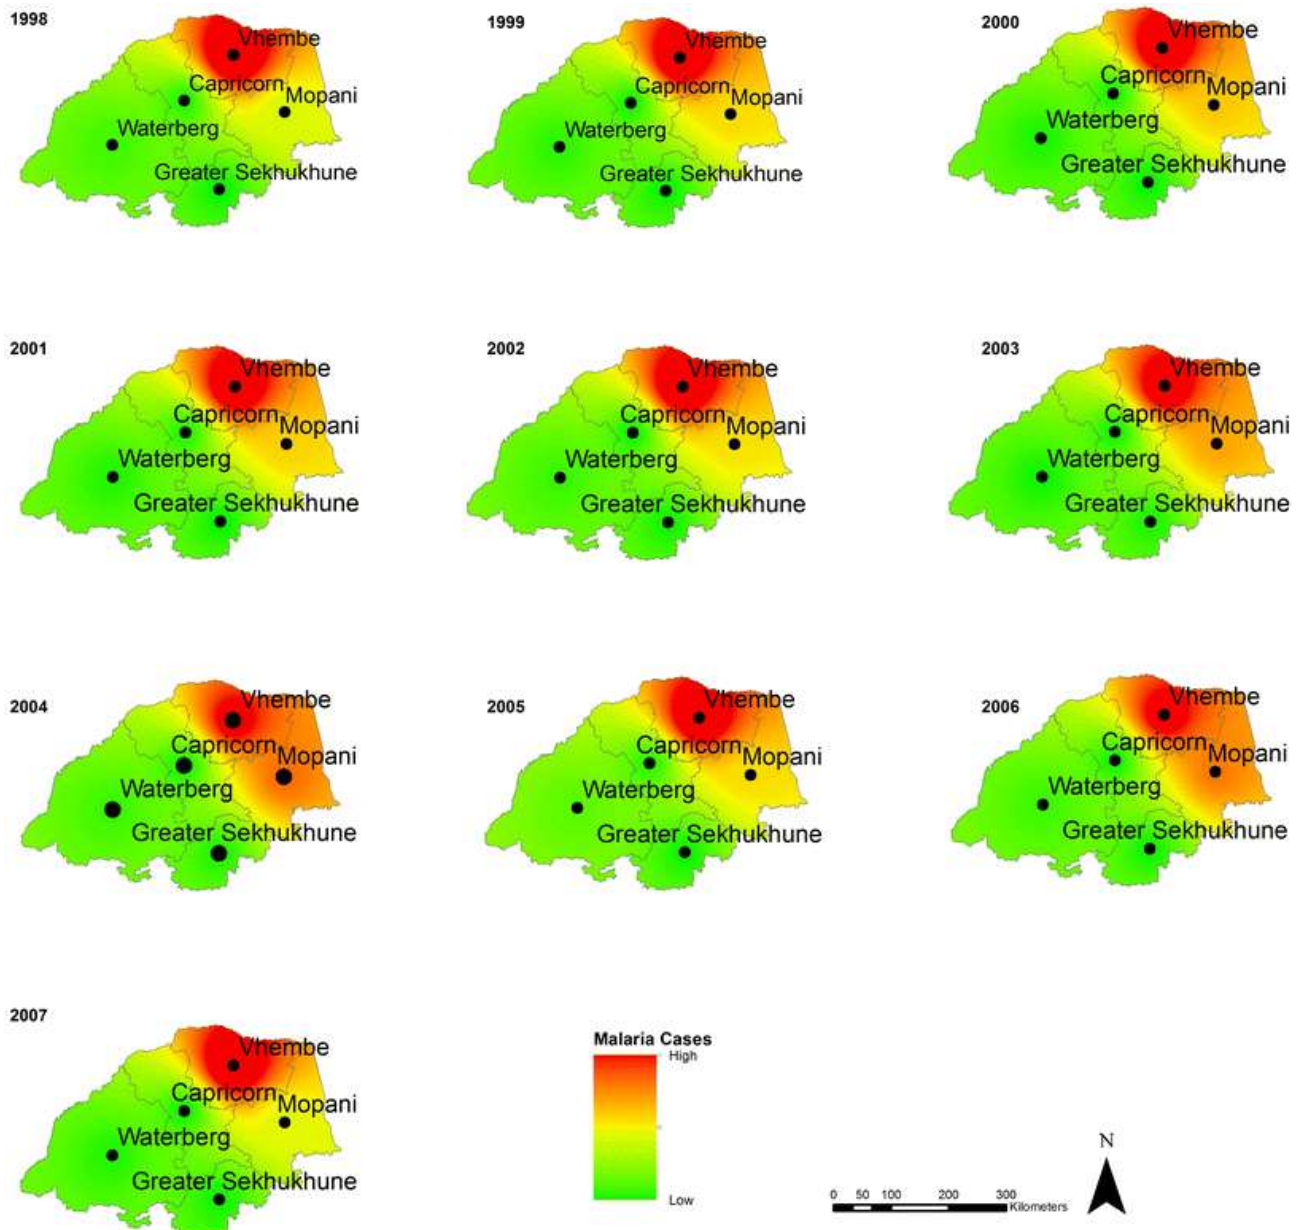 1998
Vhembe
Capricorn
Mopani
Waterberg
Greater Sekhukhune
1999
Vhembe
Capricorn
Mopani
Waterberg
Greater Sekhukhune
2000
Vhembe
Capricorn
Mopani
Waterberg
Greater Sekhukhune
2001
Vhembe
Capricorn
Mopani
Waterberg
Greater Sekhukhune
2002
Vhembe
Capricorn
Mopani
Waterberg
Greater Sekhukhune
2003
Vhembe
Capricorn
Mopani
Waterberg
Greater Sekhukhune
2004
Vhembe
Capricorn
Mopani
Waterberg
Greater Sekhukhune
2005
Vhembe
Capricorn
Mopani
Waterberg
Greater Sekhukhune
2006
Vhembe
Capricorn
Mopani
Waterberg
Greater Sekhukhune
2007
Vhembe
Capricorn
Mopani
Waterberg
Greater Sekhukhune
Malaria Cases
High
Low
N
0 50 100 200 300
Kilometers